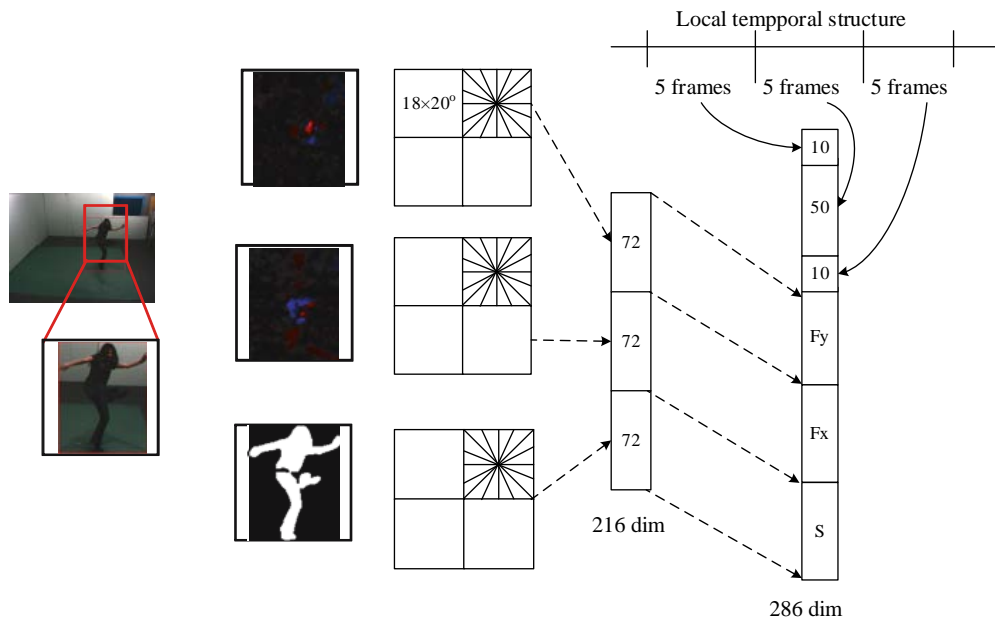 Local tempporal structure
5 frames
5 frames
5 frames
18×20°
10
50
10
72
72
72
Fy
Fx
S
216 dim
286 dim